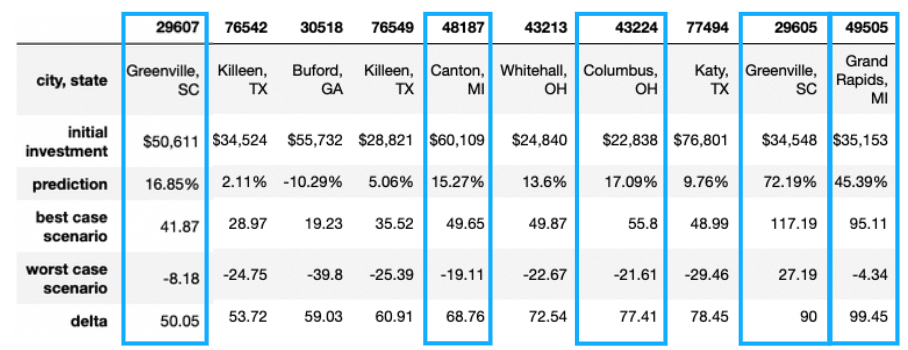 29607 76542 30518 76549 48187 43213 43224 77494 29605 49505
city, state Greenville, SC Killeen, TX Buford, GA Killeen, TX Canton, MI Whitehall, OH Columbus, OH Katy, TX Greenville, SC Grand Rapids, MI
initial investment $50,611 $34,524 $55,732 $28,821 $60,109 $24,840 $22,838 $76,801 $34,548 $35,153
prediction 16.85% 2.11% -10.29% 5.06% 15.27% 13.6% 17.09% 9.76% 72.19% 45.39%
best case scenario 41.87 28.97 19.23 35.52 49.65 49.87 55.8 48.99 117.19 95.11
worst case scenario -8.18 -24.75 -39.8 -25.39 -19.11 -22.67 -21.61 -29.46 27.19 -4.34
delta 50.05 53.72 59.03 60.91 68.76 72.54 77.41 78.45 90 99.45